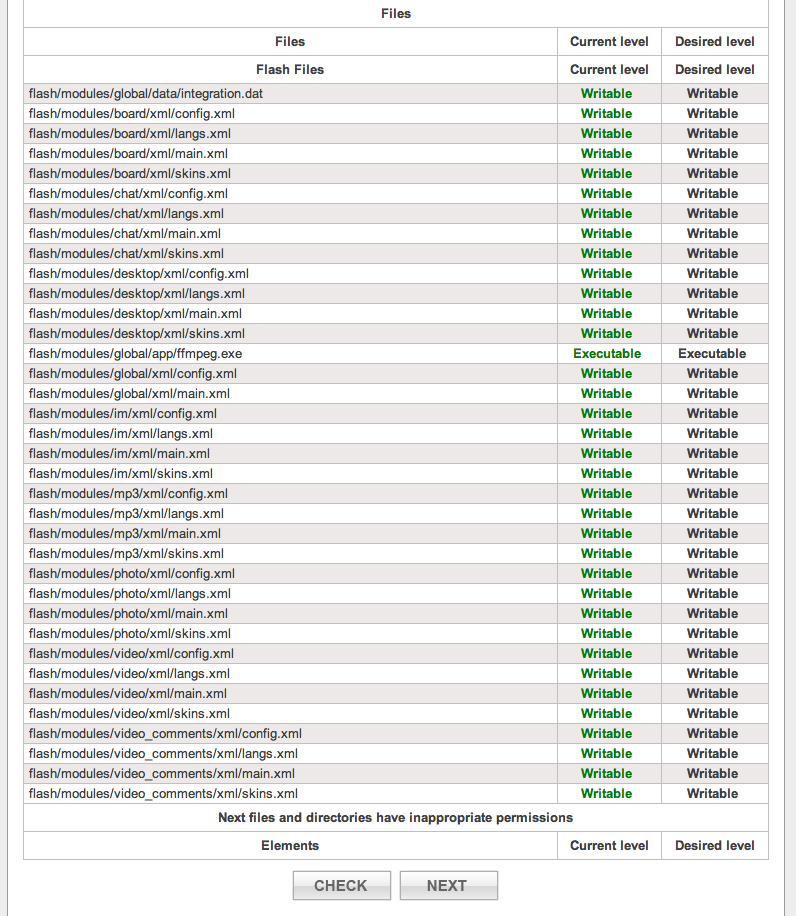 Files
Files Current level Desired level
Flash Files Current level Desired level
flash/modules/global/data/integration.dat Writable Writable
flash/modules/board/xml/config.xml Writable Writable
flash/modules/board/xml/langs.xml Writable Writable
flash/modules/board/xml/main.xml Writable Writable
flash/modules/board/xml/skins.xml Writable Writable
flash/modules/chat/xml/config.xml Writable Writable
flash/modules/chat/xml/langs.xml Writable Writable
flash/modules/chat/xml/main.xml Writable Writable
flash/modules/chat/xml/skins.xml Writable Writable
flash/modules/desktop/xml/config.xml Writable Writable
flash/modules/desktop/xml/langs.xml Writable Writable
flash/modules/desktop/xml/main.xml Writable Writable
flash/modules/desktop/xml/skins.xml Writable Writable
flash/modules/global/app/ffmpeg.exe Executable Executable
flash/modules/global/xml/config.xml Writable Writable
flash/modules/global/xml/main.xml Writable Writable
flash/modules/im/xml/config.xml Writable Writable
flash/modules/im/xml/langs.xml Writable Writable
flash/modules/im/xml/main.xml Writable Writable
flash/modules/im/xml/skins.xml Writable Writable
flash/modules/mp3/xml/config.xml Writable Writable
flash/modules/mp3/xml/langs.xml Writable Writable
flash/modules/mp3/xml/main.xml Writable Writable
flash/modules/mp3/xml/skins.xml Writable Writable
flash/modules/photo/xml/config.xml Writable Writable
flash/modules/photo/xml/langs.xml Writable Writable
flash/modules/photo/xml/main.xml Writable Writable
flash/modules/photo/xml/skins.xml Writable Writable
flash/modules/video/xml/config.xml Writable Writable
flash/modules/video/xml/langs.xml Writable Writable
flash/modules/video/xml/main.xml Writable Writable
flash/modules/video/xml/skins.xml Writable Writable
flash/modules/video_comments/xml/config.xml Writable Writable
flash/modules/video_comments/xml/langs.xml Writable Writable
flash/modules/video_comments/xml/main.xml Writable Writable
flash/modules/video_comments/xml/skins.xml Writable Writable
Next files and directories have inappropriate permissions
Elements Current level Desired level
CHECK NEXT